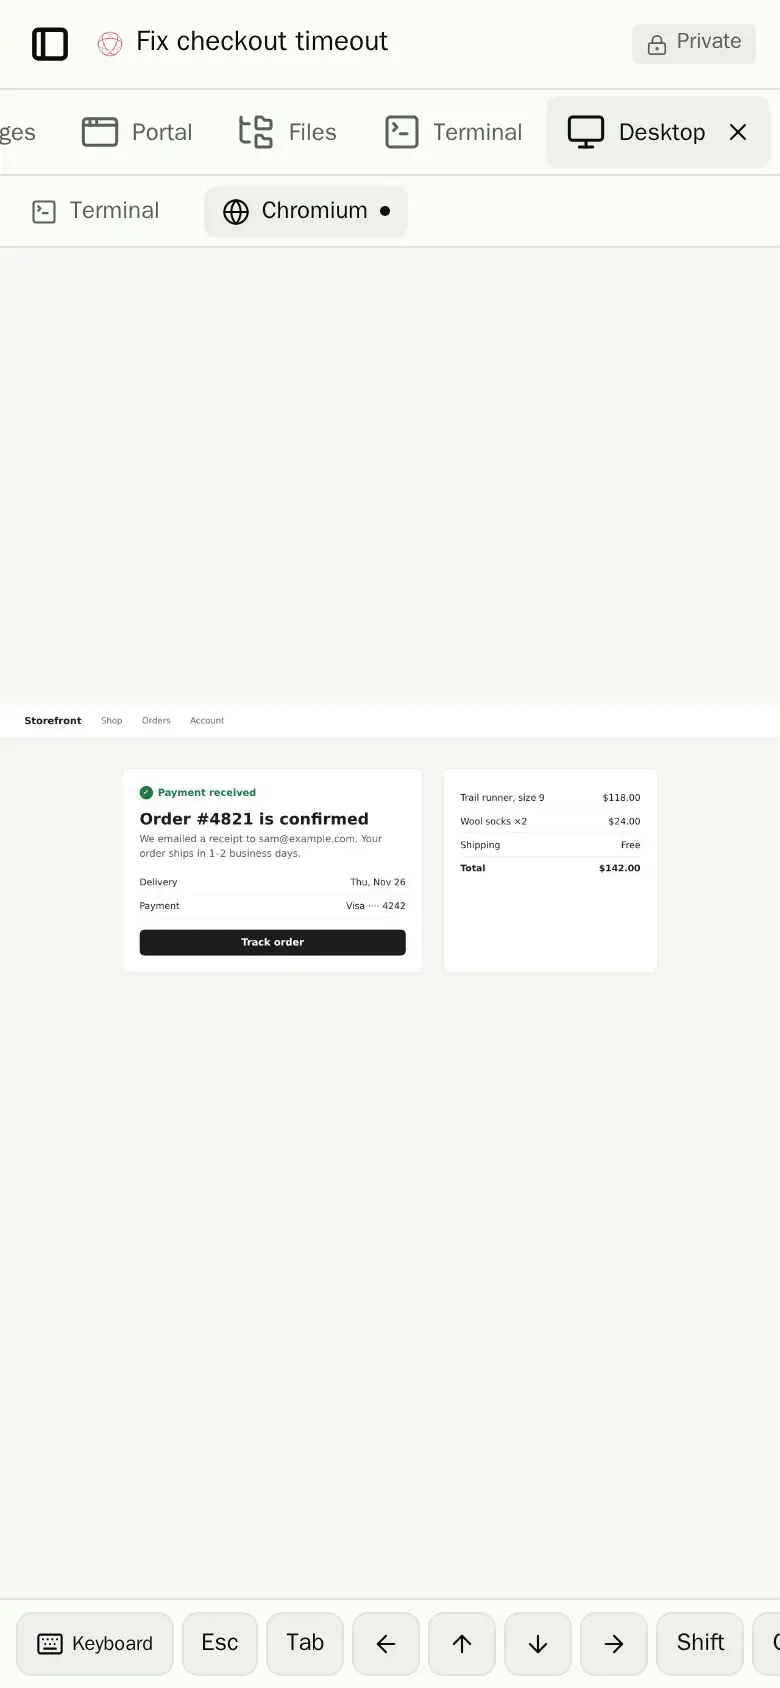 Fix checkout timeout
Private
ges
Portal
Files
Terminal
Desktop
Terminal
Chromium
Storefront Shop Orders Account
Payment received
Order #4821 is confirmed
We emailed a receipt to sam@example.com. Your
order ships in 1–2 business days.
Delivery Thu, Nov 26
Payment Visa ···· 4242
Track order
Trail runner, size 9 $118.00
Wool socks ×2 $24.00
Shipping Free
Total $142.00
Keyboard Esc Tab ← ↑ ↓ → Shift